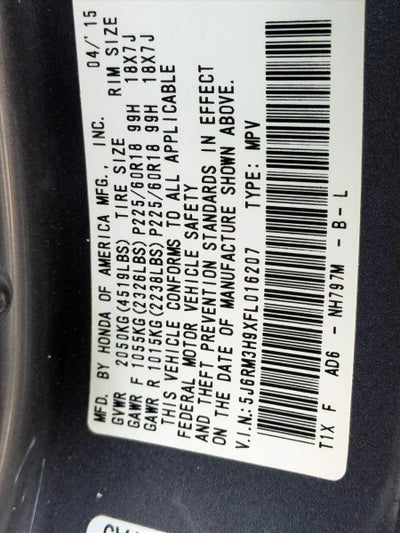 MFD. BY HONDA OF AMERICA MFG., INC. 04/'15
GVWR 2050KG(4519LBS) TIRE SIZE RIM SIZE
GAWR F 1055KG(2326LBS) P225/60R18 99H 18X7J
GAWR R 1015KG(2238LBS) P225/60R18 99H 18X7J
THIS VEHICLE CONFORMS TO ALL APPLICABLE
FEDERAL MOTOR VEHICLE SAFETY
AND THEFT PREVENTION STANDARDS IN EFFECT
ON THE DATE OF MANUFACTURE SHOWN ABOVE.
V.I.N.: 5J6RM3H9XFL016207 TYPE: MPV
T1X F AD6 - NH797M - B - L